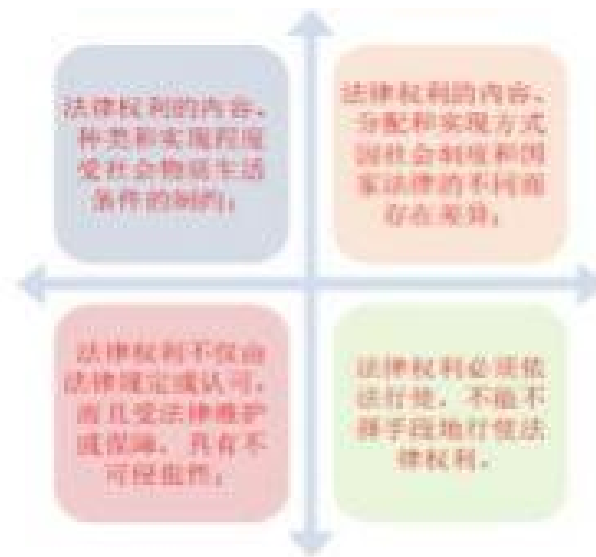 法律权利的内容、
种类和实现程度
受社会物质生活
条件的制约；
法律权利的内容、
分配和实现方式
因社会制度和国
家法律的不同而
存在差异；
法律权利不仅由
法律规定或认可，
而且受法律维护
或保障，具有不
可侵犯性；
法律权利必须依
法行使，不能不
择手段地行使法
律权利。